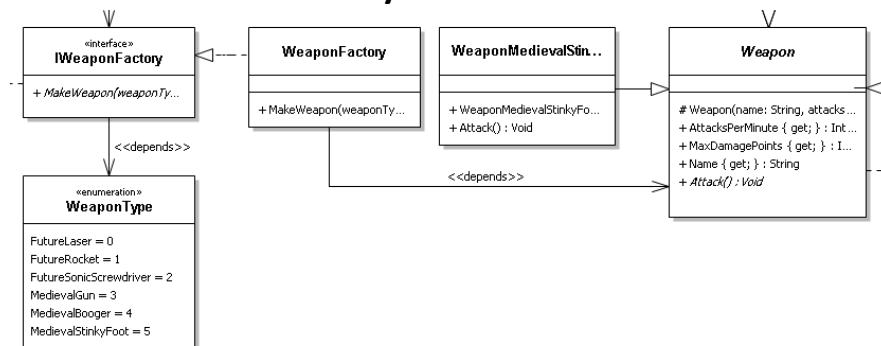 «interface»
IWeaponFactory
+ MakeWeapon(weaponTy...
<<depends>>
«enumeration»
WeaponType
FutureLaser = 0
FutureRocket = 1
FutureSonicScrewdriver = 2
MedievalGun = 3
MedievalBooger = 4
MedievalStinkyFoot = 5
WeaponFactory
+ MakeWeapon(weaponTy...
<<depends>>
WeaponMedievalStin...
+ WeaponMedievalStinkyFo...
+ Attack() : Void
Weapon
# Weapon(name: String, attacks...
+ AttacksPerMinute { get; } : Int...
+ MaxDamagePoints { get; } : I...
+ Name { get; } : String
+ Attack() : Void